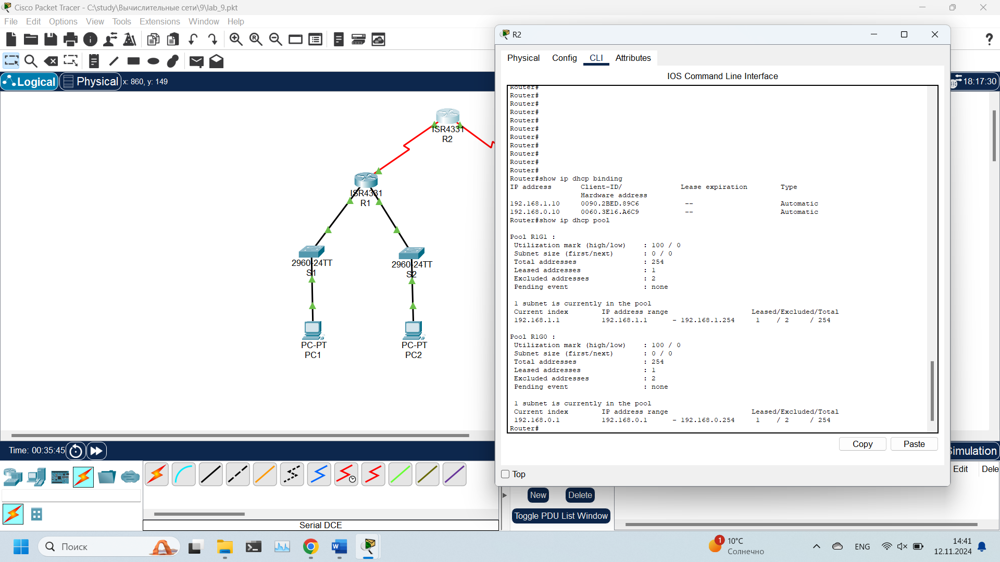 Cisco Packet Tracer - C:\study\Вычислительные сети\9\lab_9.pkt
File Edit Options View Tools Extensions Window Help
Logical Physical x: 860, y: 149
18:17:30
ISR4331
R2
ISR4331
R1
2960-24TT
S1
2960-24TT
S2
PC-PT
PC1
PC-PT
PC2
R2
Physical Config CLI Attributes
IOS Command Line Interface
Router#
Router#
Router#
Router#
Router#
Router#
Router#
Router#
Router#
Router#
Router#
Router#show ip dhcp binding
IP address Client-ID/ Lease expiration Type
Hardware address
192.168.1.10 0090.2BED.89C6 -- Automatic
192.168.0.10 0060.3E16.A6C9 -- Automatic
Router#show ip dhcp pool
Pool R1G1 :
Utilization mark (high/low) : 100 / 0
Subnet size (first/next) : 0 / 0
Total addresses : 254
Leased addresses : 1
Excluded addresses : 2
Pending event : none
1 subnet is currently in the pool
Current index IP address range Leased/Excluded/Total
192.168.1.1 192.168.1.1 - 192.168.1.254 1 / 2 / 254
Pool R1G0 :
Utilization mark (high/low) : 100 / 0
Subnet size (first/next) : 0 / 0
Total addresses : 254
Leased addresses : 1
Excluded addresses : 2
Pending event : none
1 subnet is currently in the pool
Current index IP address range Leased/Excluded/Total
192.168.0.1 192.168.0.1 - 192.168.0.254 1 / 2 / 254
Router#
Copy Paste
Top
Time: 00:35:45
Simulation
Edit Dele
New Delete
Toggle PDU List Window
Serial DCE
Поиск
1
10°C
Солнечно
ENG
14:41
12.11.2024